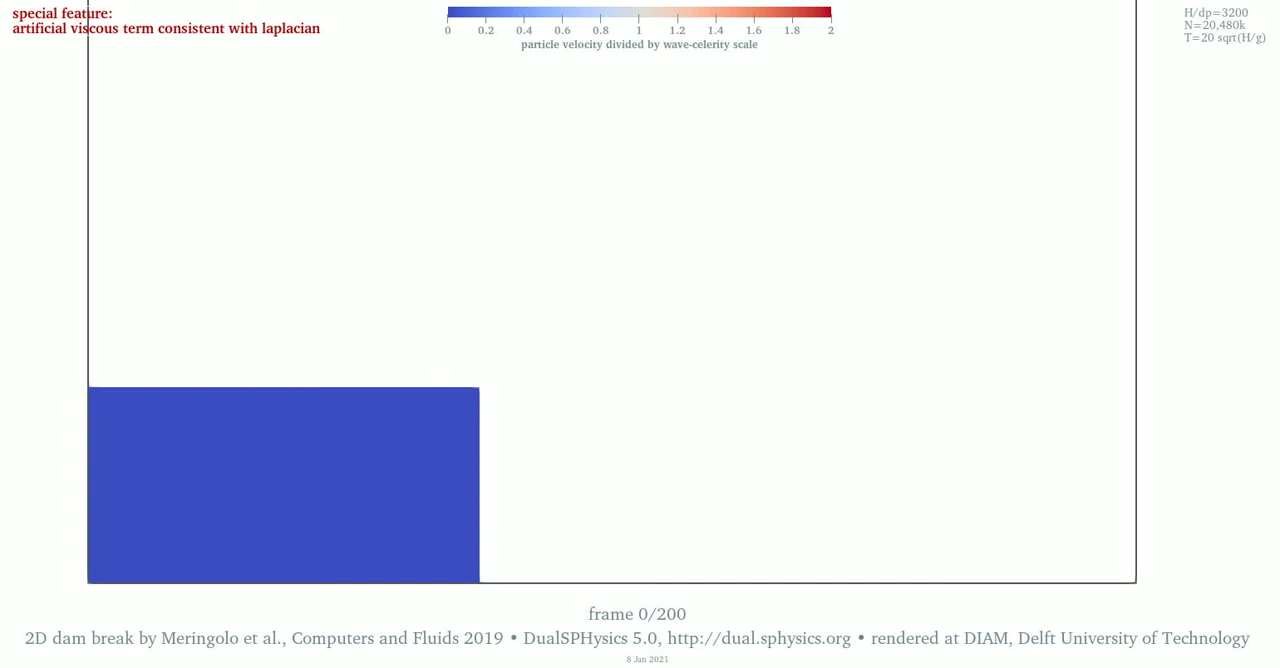 special feature:
artificial viscous term consistent with laplacian
0 0.2 0.4 0.6 0.8 1 1.2 1.4 1.6 1.8 2
particle velocity divided by wave-celerity scale
H/dp=3200
N=20,480k
T=20 sqrt(H/g)
frame 0/200
2D dam break by Meringolo et al., Computers and Fluids 2019 • DualSPHysics 5.0, http://dual.sphysics.org • rendered at DIAM, Delft University of Technology
8 Jan 2021